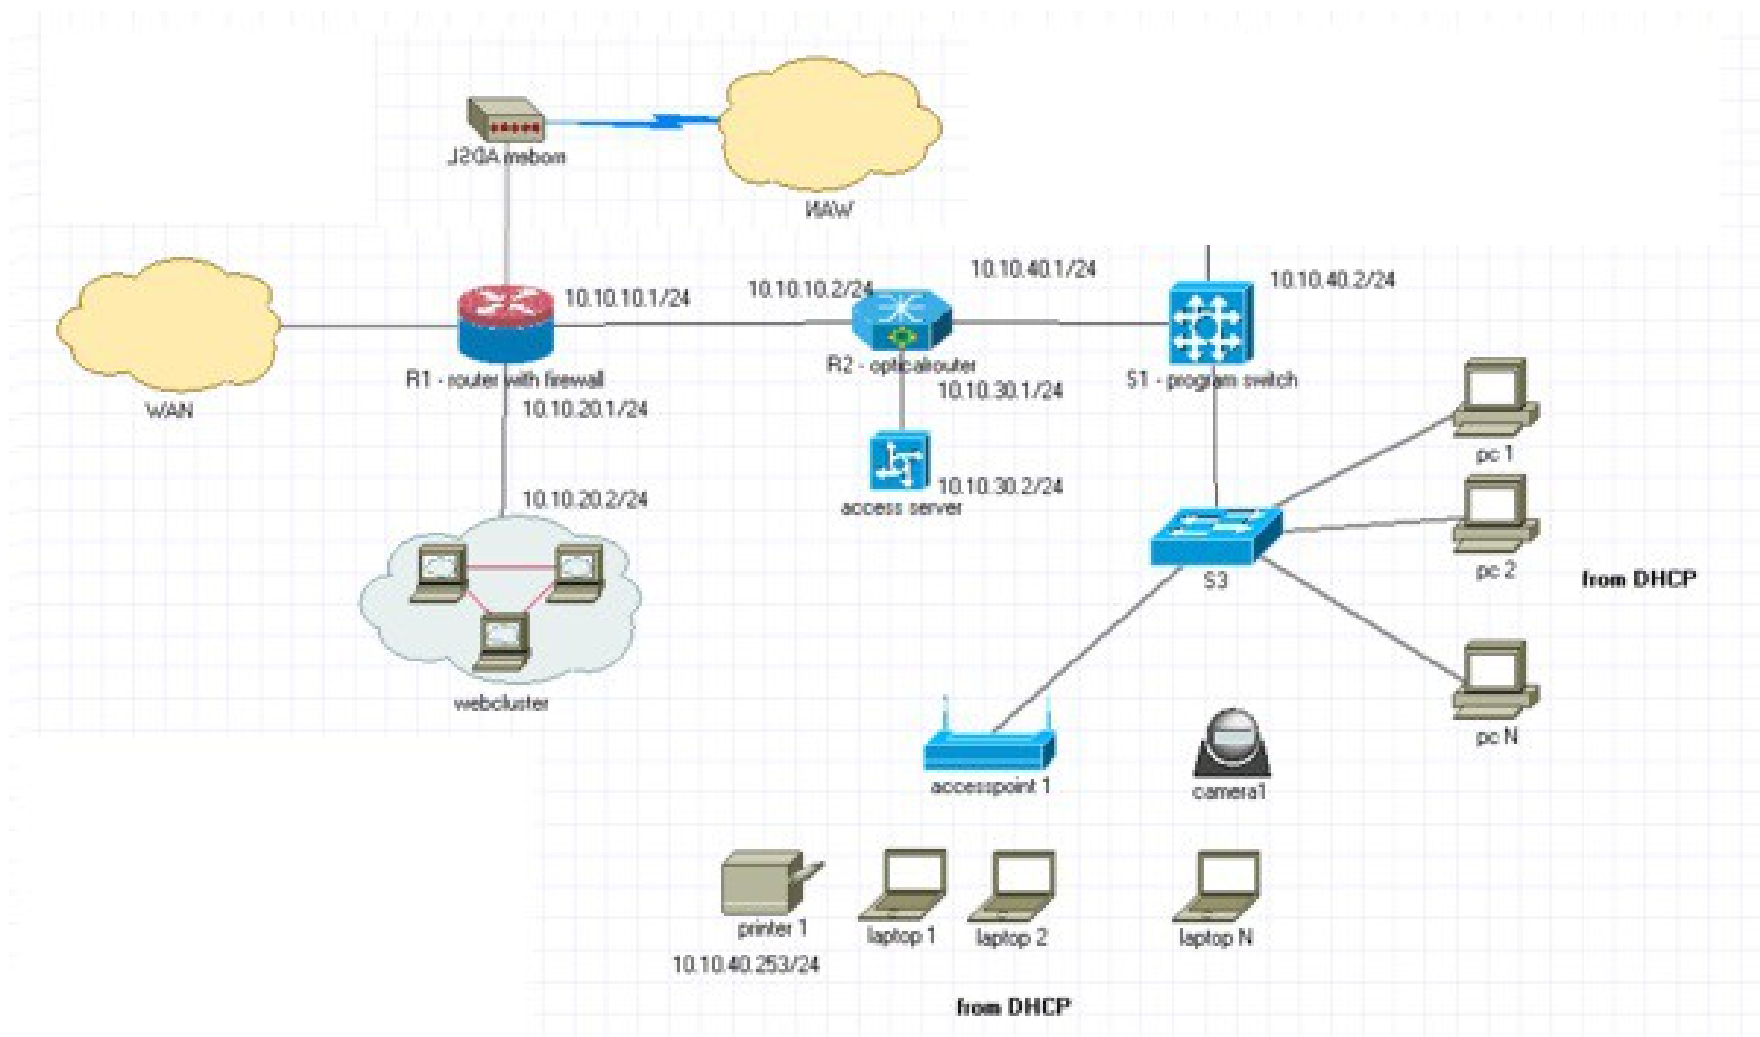 modem ADSL
WAN
WAN
R1 - router with firewall
10.10.10.1/24
10.10.10.2/24
10.10.40.1/24
10.10.40.2/24
R2 - opticalrouter
S1 - program switch
10.10.20.1/24
10.10.30.1/24
10.10.20.2/24
10.10.30.2/24
access server
pc 1
pc 2
from DHCP
S3
webcluster
pc N
accesspoint 1
camera1
printer 1
laptop 1
laptop 2
laptop N
10.10.40.253/24
from DHCP